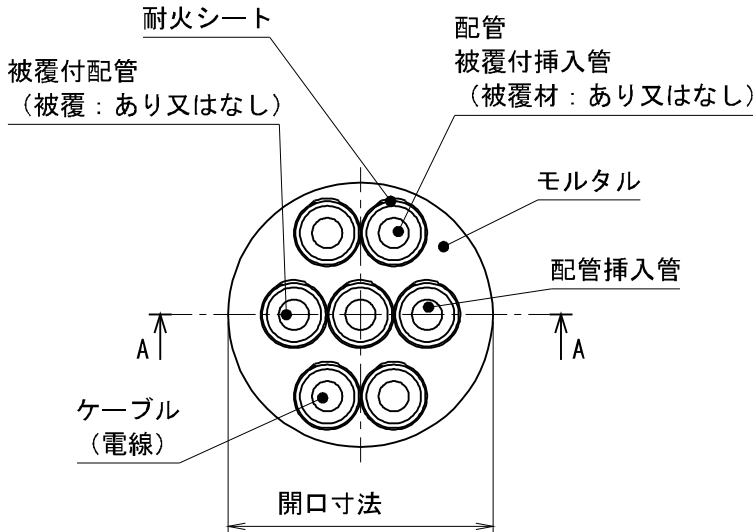 耐火シート
配管
被覆付挿入管
（被覆材：あり又はなし）
被覆付配管
（被覆：あり又はなし）
モルタル
配管挿入管
A
A
ケーブル
（電線）
開口寸法